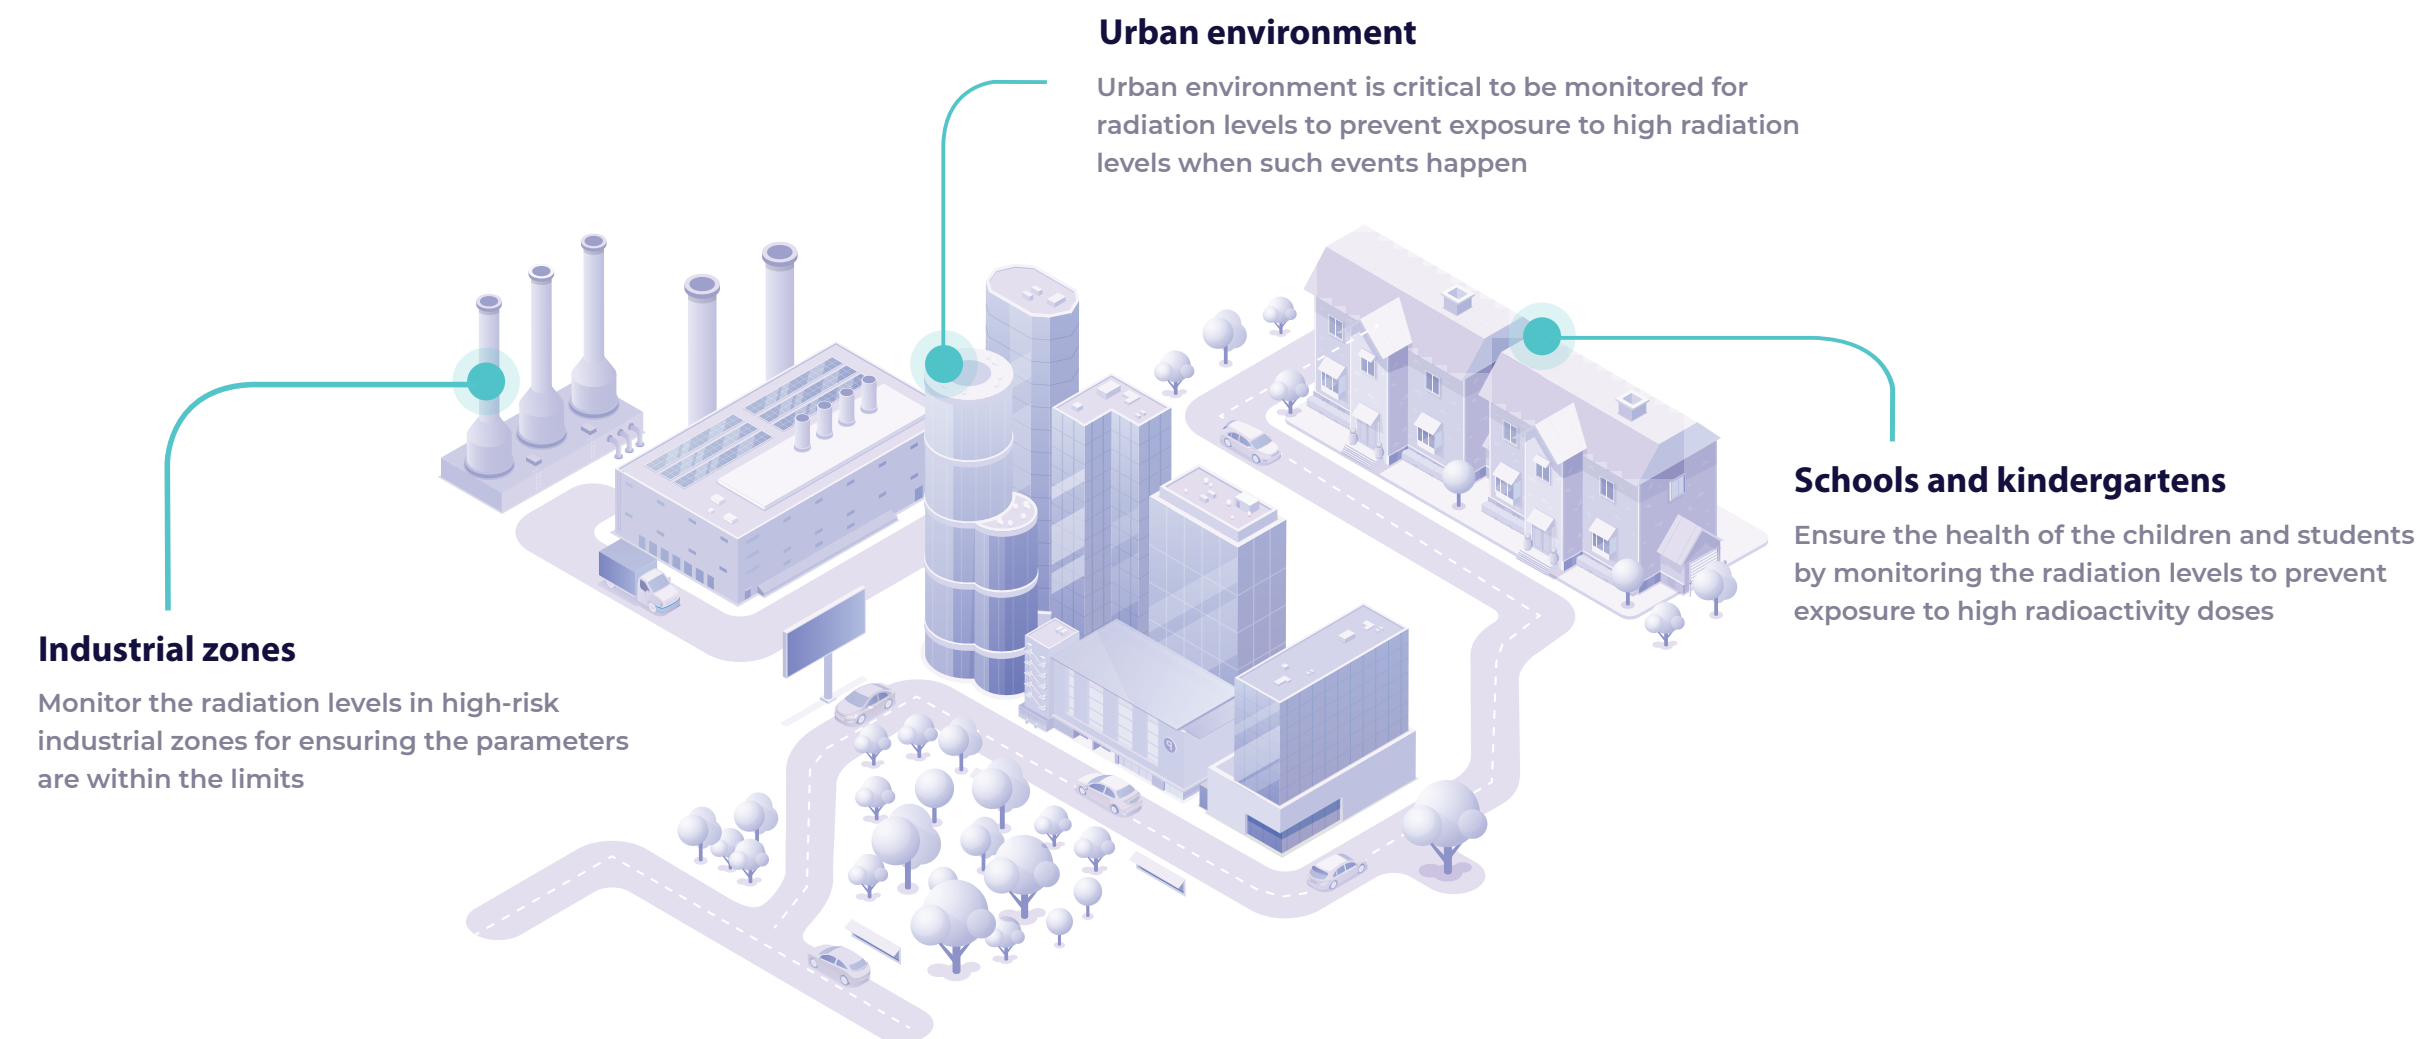 Urban environment
Urban environment is critical to be monitored for
radiation levels to prevent exposure to high radiation
levels when such events happen
Schools and kindergartens
Ensure the health of the children and students
by monitoring the radiation levels to prevent
exposure to high radioactivity doses
Industrial zones
Monitor the radiation levels in high-risk
industrial zones for ensuring the parameters
are within the limits